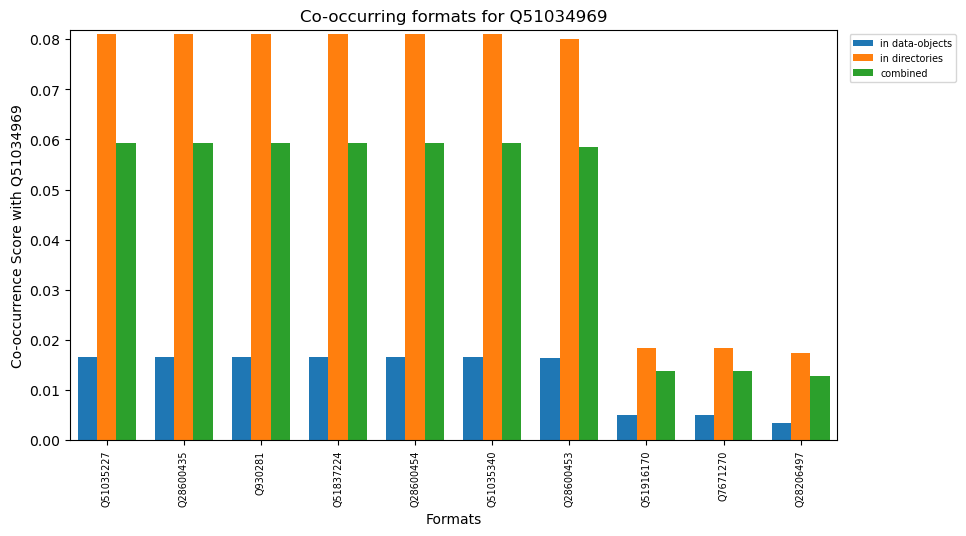 Co-occurring formats for Q51034969
in data-objects
in directories
combined
Co-occurrence Score with Q51034969
0.08
0.07
0.06
0.05
0.04
0.03
0.02
0.01
0.00
Q51035227
Q28600435
Q930281
Q51837224
Q28600454
Q51035340
Q28600453
Q51916170
Q7671270
Q28206497
Formats